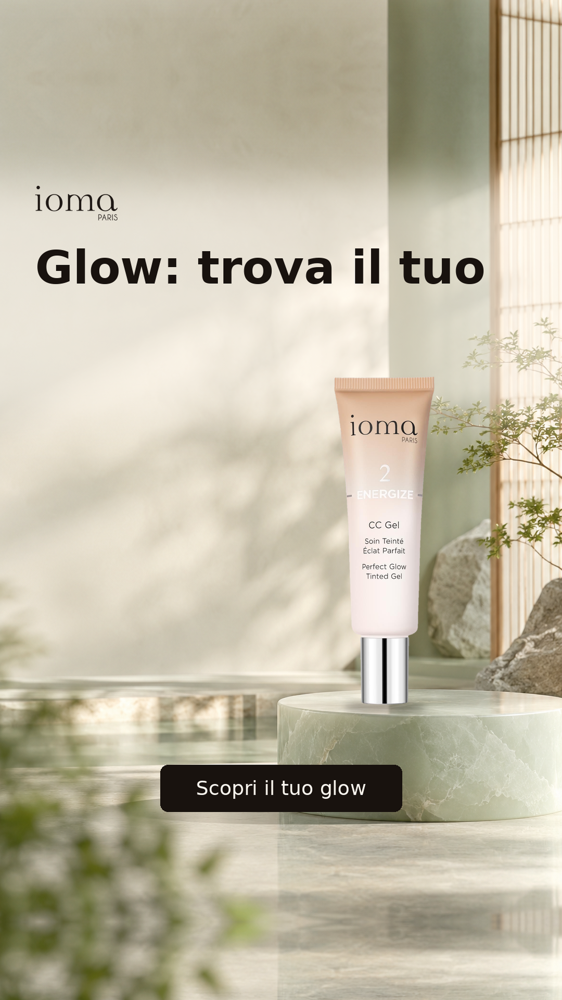 ioma
PARIS
Glow: trova il tuo
ioma
PARIS
2
ENERGIZE
CC Gel
Soin Teinté
Éclat Parfait
Perfect Glow
Tinted Gel
Scopri il tuo glow